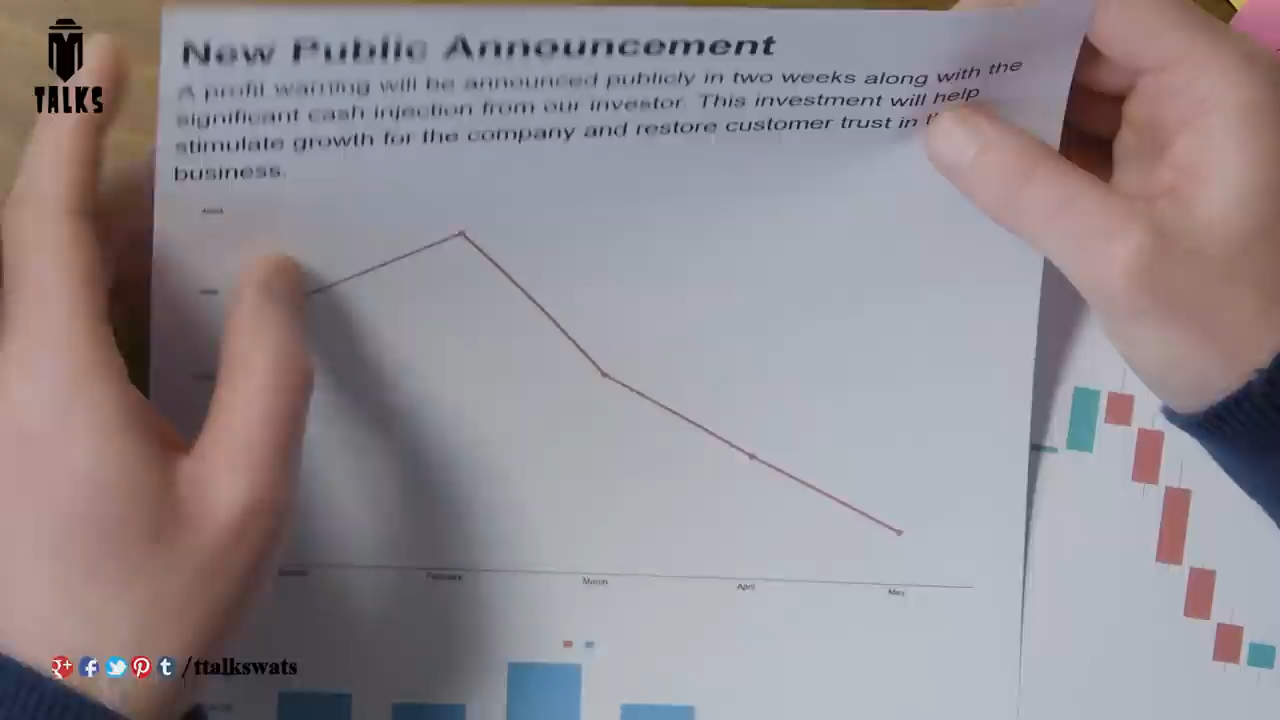 TALKS
New Public Announcement
A profit warning will be announced publicly in two weeks along with the
significant cash injection from our investor. This investment will help
stimulate growth for the company and restore customer trust in
business.
February
March
April
May
/ttalkswats